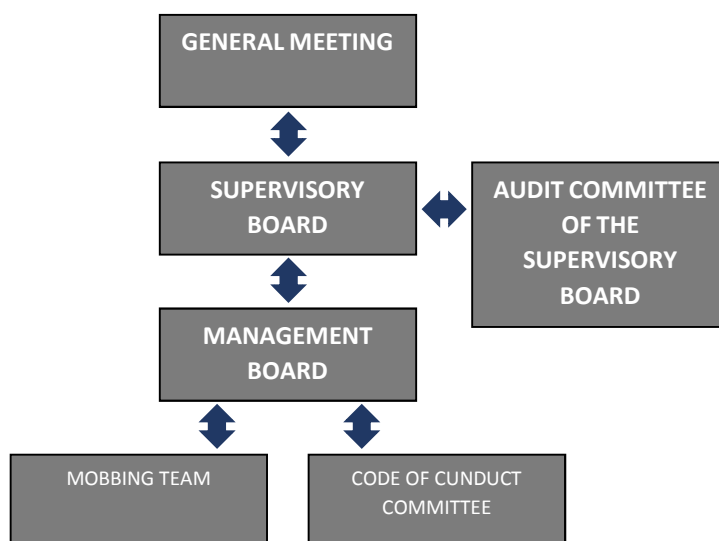 GENERAL MEETING
SUPERVISORY
BOARD
AUDIT COMMITTEE
OF THE
SUPERVISORY
BOARD
MANAGEMENT
BOARD
MOBBING TEAM
CODE OF CUNDUCT
COMMITTEE